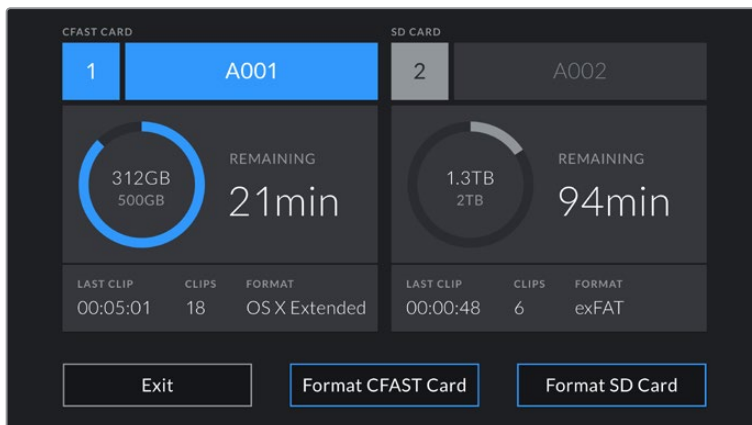 CFAST CARD
1 A001
312GB
500GB
REMAINING
21min
LAST CLIP CLIPS FORMAT
00:05:01 18 OS X Extended
SD CARD
2 A002
1.3TB
2TB
REMAINING
94min
LAST CLIP CLIPS FORMAT
00:00:48 6 exFAT
Exit
Format CFAST Card
Format SD Card